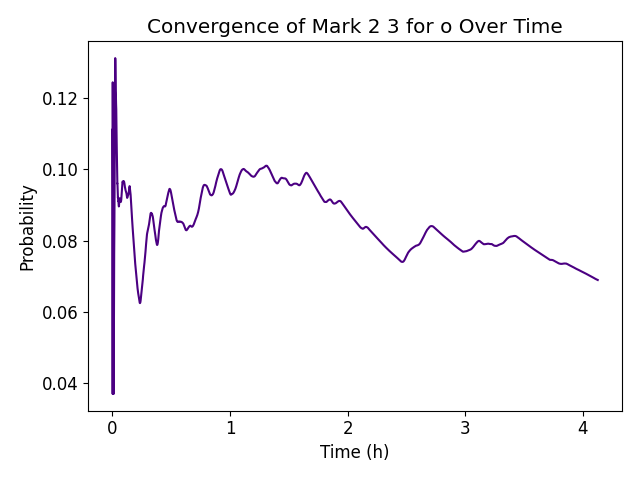 Convergence of Mark 2 3 for o Over Time
0.12
0.10
0.08
0.06
0.04
Probability
0 1 2 3 4
Time (h)